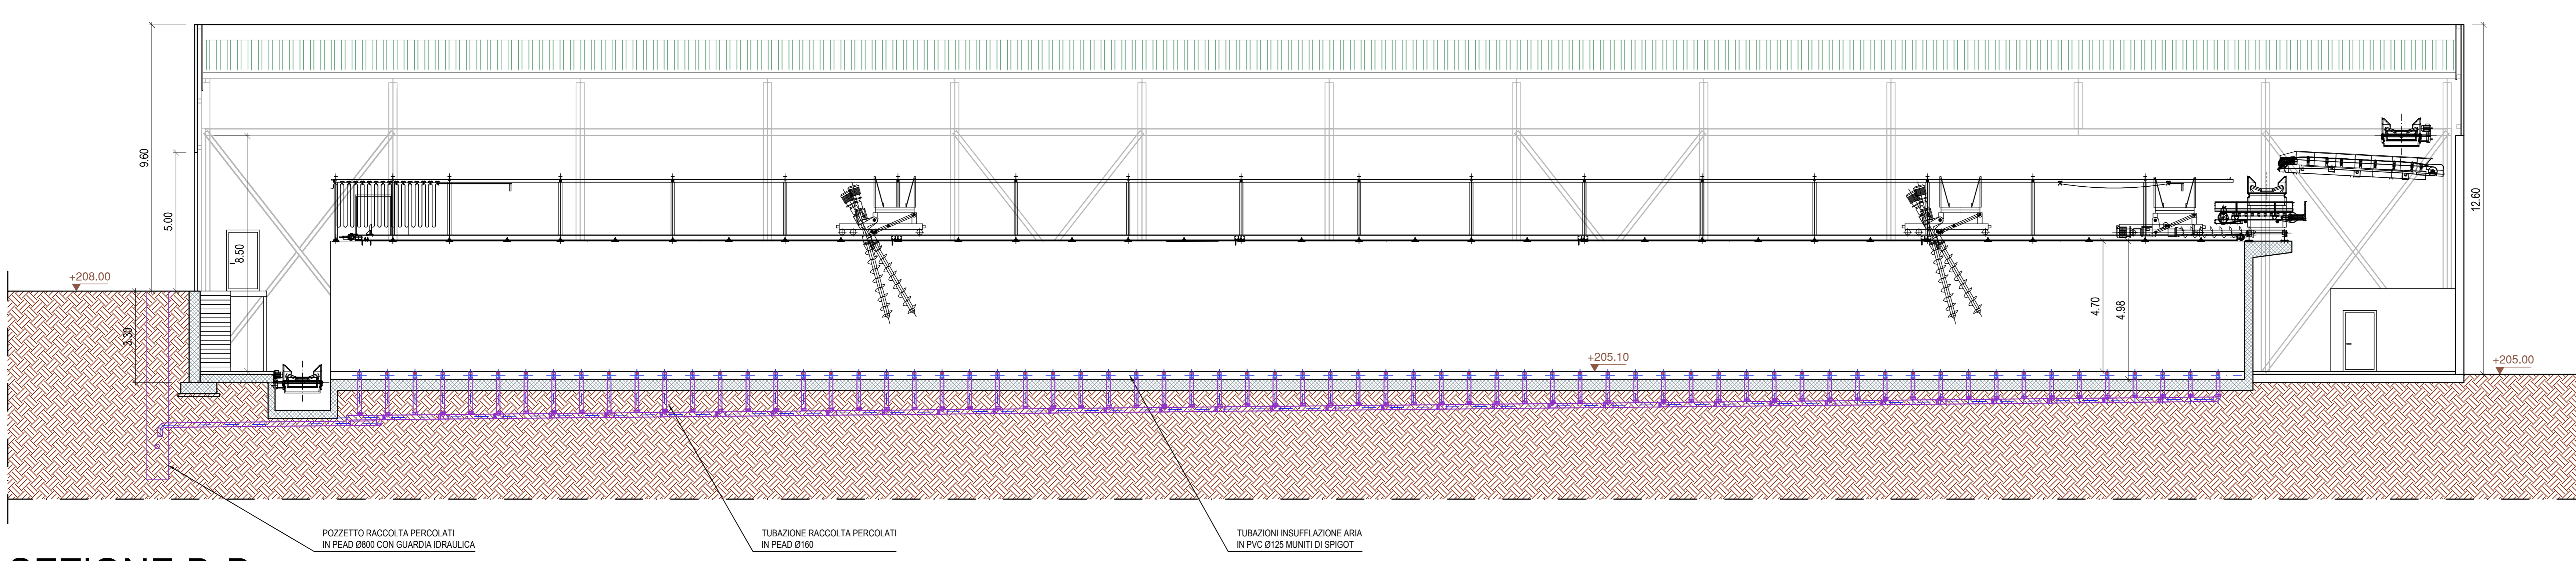 9.60
5.00
8.50
12.60
+208.00
3.30
4.70
4.98
+205.10
+205.00
POZZETTO RACCOLTA PERCOLATI
IN PEAD Ø800 CON GUARDIA IDRAULICA
TUBAZIONE RACCOLTA PERCOLATI
IN PEAD Ø160
TUBAZIONI INSUFFLAZIONE ARIA
IN PVC Ø125 MUNITI DI SPIGOT